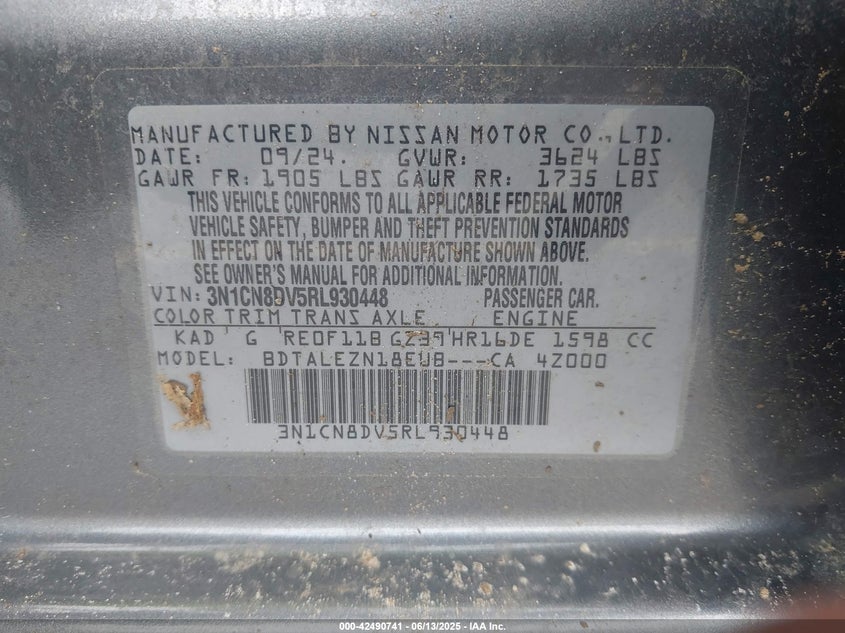 MANUFACTURED BY NISSAN MOTOR CO., LTD.
DATE: 09/24. GVWR: 3624 LBS
GAWR FR: 1905 LBS GAWR RR: 1735 LBS
THIS VEHICLE CONFORMS TO ALL APPLICABLE FEDERAL MOTOR
VEHICLE SAFETY, BUMPER AND THEFT PREVENTION STANDARDS
IN EFFECT ON THE DATE OF MANUFACTURE SHOWN ABOVE.
SEE OWNER'S MANUAL FOR ADDITIONAL INFORMATION.
VIN: 3N1CN8DV5RL930448 PASSENGER CAR.
COLOR TRIM TRANS AXLE ENGINE
KAD G RE0F11B GZ39 HR16DE 1598 CC
MODEL: BDTALEZN18EUB---CA 4Z000
3N1CN8DV5RL930448
000-42490741 - 06/13/2025 - IAA Inc.